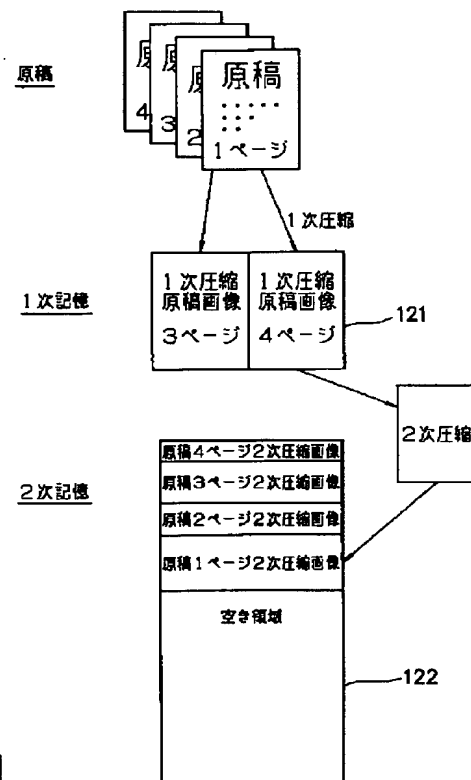 原稿
原
4
原
3
原
2
原稿
1ページ
1次圧縮
1次記憶
1次圧縮
原稿画像
3ページ
1次圧縮
原稿画像
4ページ
121
2次圧縮
2次記憶
原稿4ページ2次圧縮画像
原稿3ページ2次圧縮画像
原稿2ページ2次圧縮画像
原稿1ページ2次圧縮画像
空き領域
122